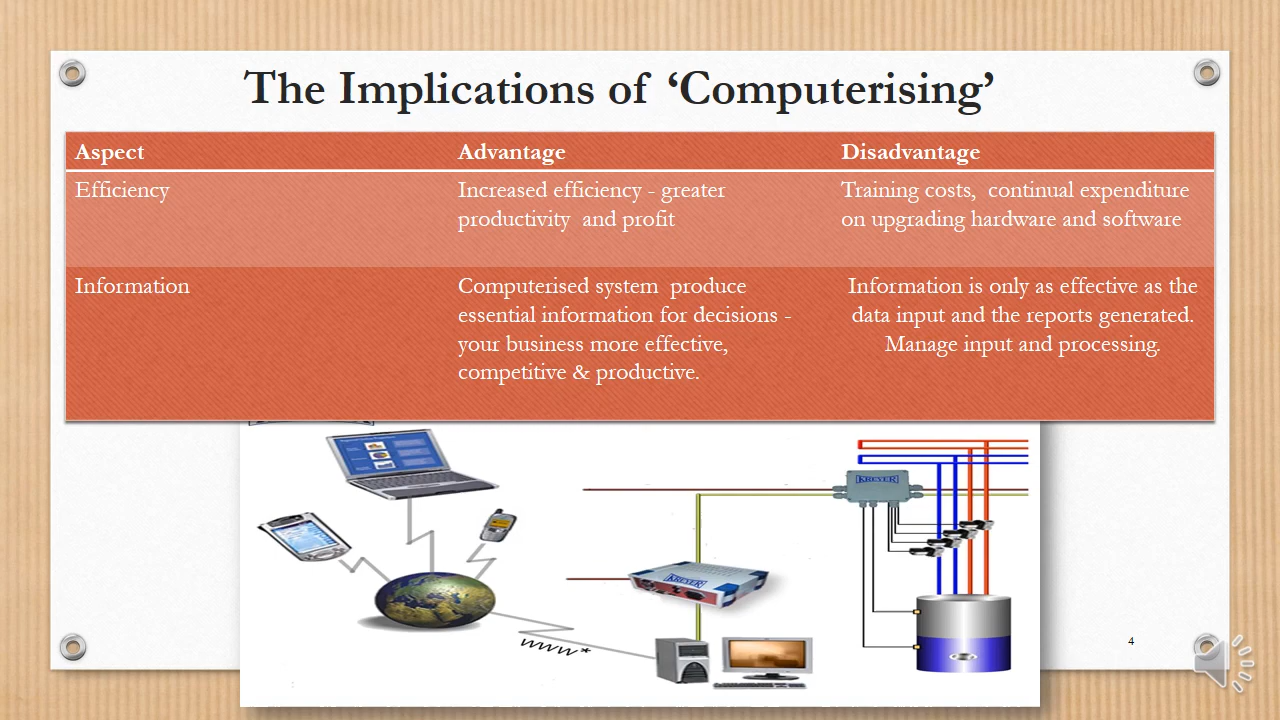 The Implications of ‘Computerising’
Aspect
Advantage
Disadvantage
Efficiency
Increased efficiency - greater
productivity and profit
Training costs, continual expenditure
on upgrading hardware and software
Information
Computerised system produce
essential information for decisions -
your business more effective,
competitive & productive.
Information is only as effective as the
data input and the reports generated.
Manage input and processing.
KREYER
KREYER
www*
4